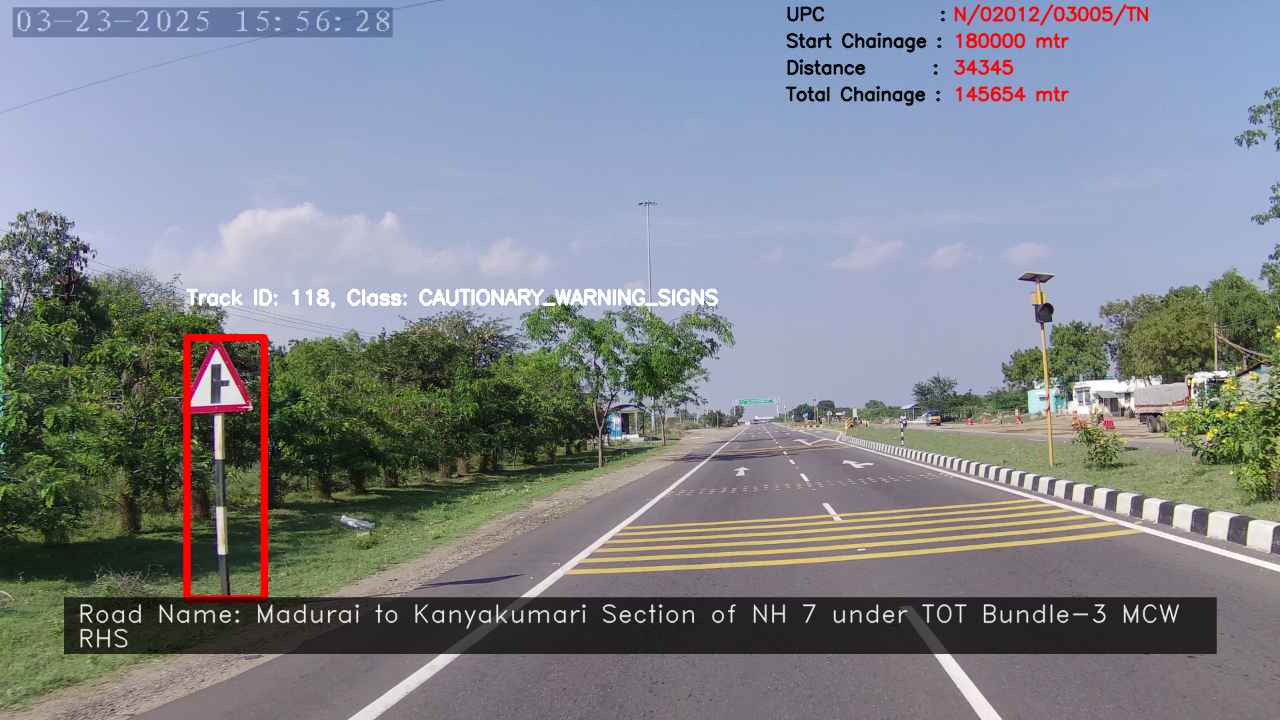 03-23-2025 15:56:28
UPC : N/02012/03005/TN
Start Chainage : 180000 mtr
Distance : 34345
Total Chainage : 145654 mtr
Track ID: 118, Class: CAUTIONARY_WARNING_SIGNS
Road Name: Madurai to Kanyakumari Section of NH 7 under TOT Bundle-3 MCW
RHS